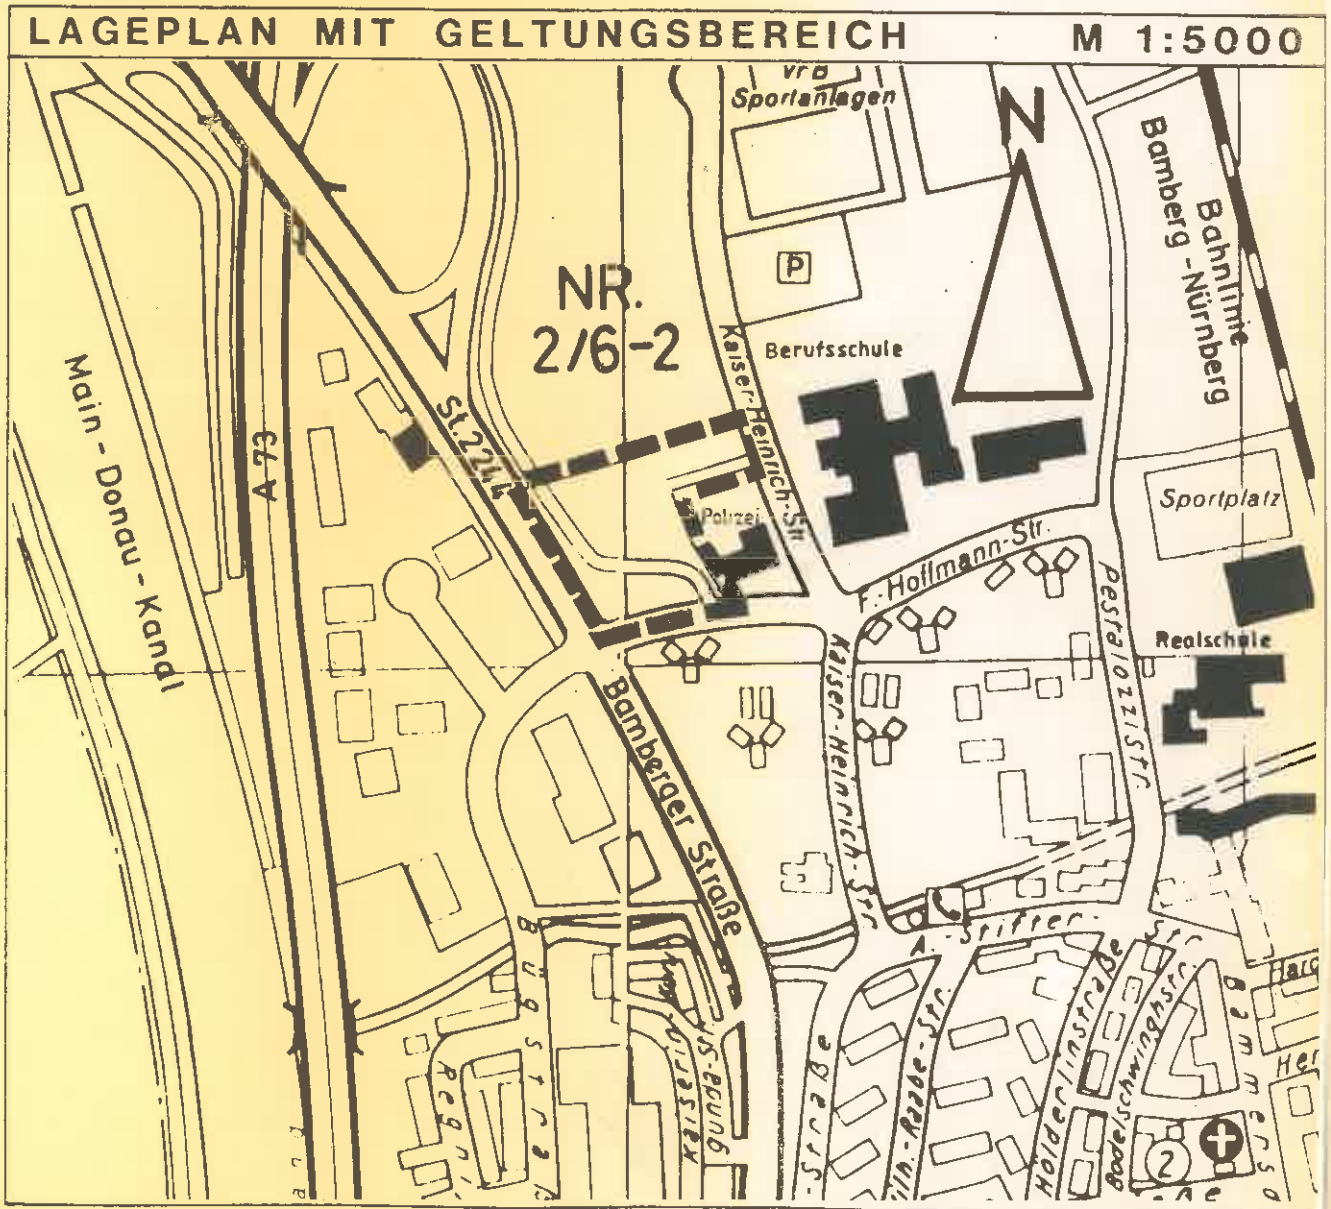 LAGEPLAN MIT GELTUNGSBEREICH M 1:5000
VfB
Sportanlagen
N
Bahnlinie
Bamberg-Nürnberg
P
NR.
2/6-2
Kaiser-Heinrich-Str.
Berufsschule
Main-Donau-Kanal
A 73
St. 2244
Polizei
Sportplatz
F.-Hoffmann-Str.
Pestalozzistr.
Realschule
Bamberger Straße
Kaiser-Heinrich-Str
A.-Stifter-Str
Straße
Raabe-Str.
Hölderlinstraße
Bodelschwinghstr.
2